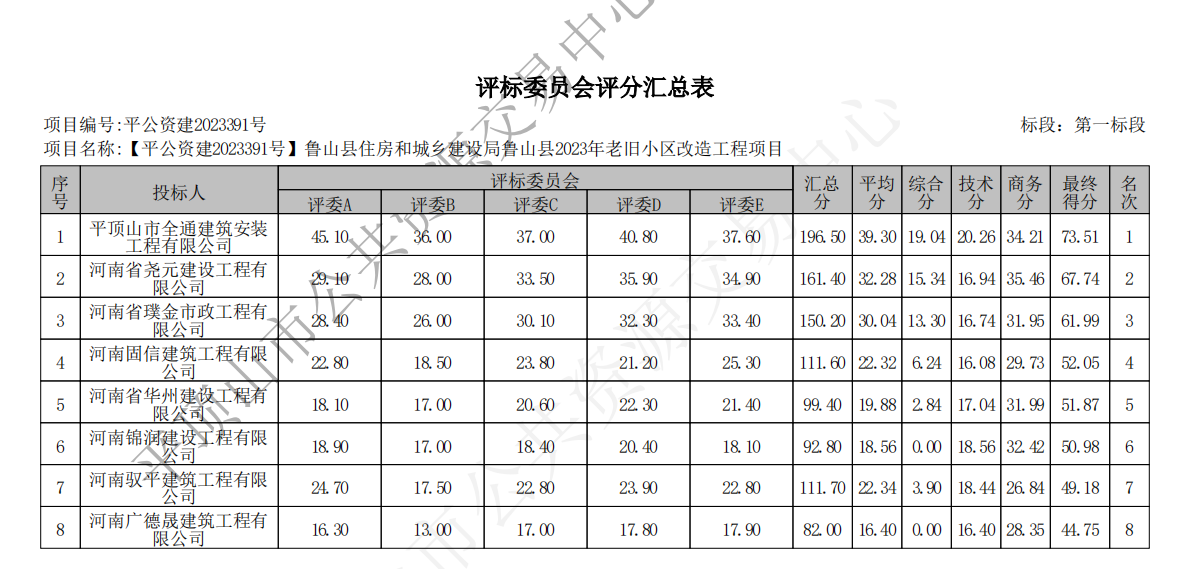 评标委员会评分汇总表
项目编号:平公资建2023391号 标段: 第一标段
项目名称:【平公资建2023391号】鲁山县住房和城乡建设局鲁山县2023年老旧小区改造工程项目
序号 投标人 评标委员会 汇总分 平均分 综合分 技术分 商务分 最终得分 名次
评委A 评委B 评委C 评委D 评委E
1 平顶山市全通建筑安装工程有限公司 45.10 36.00 37.00 40.80 37.60 196.50 39.30 19.04 20.26 34.21 73.51 1
2 河南省尧元建设工程有限公司 29.10 28.00 33.50 35.90 34.90 161.40 32.28 15.34 16.94 35.46 67.74 2
3 河南省璞金市政工程有限公司 28.40 26.00 30.10 32.30 33.40 150.20 30.04 13.30 16.74 31.95 61.99 3
4 河南固信建筑工程有限公司 22.80 18.50 23.80 21.20 25.30 111.60 22.32 6.24 16.08 29.73 52.05 4
5 河南省华州建设工程有限公司 18.10 17.00 20.60 22.30 21.40 99.40 19.88 2.84 17.04 31.99 51.87 5
6 河南锦润建设工程有限公司 18.90 17.00 18.40 20.40 18.10 92.80 18.56 0.00 18.56 32.42 50.98 6
7 河南驭平建筑工程有限公司 24.70 17.50 22.80 23.90 22.80 111.70 22.34 3.90 18.44 26.84 49.18 7
8 河南广德晟建筑工程有限公司 16.30 13.00 17.00 17.80 17.90 82.00 16.40 0.00 16.40 28.35 44.75 8
平顶山市公共资源交易中心
市公共资源交易中心